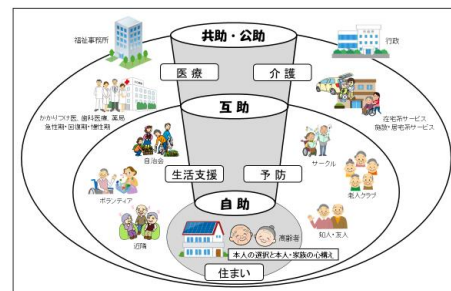 共助・公助
福祉事務所
行政
医療
介護
かかりつけ医、歯科医療、薬局
急性期・回復期・慢性期
在宅系サービス
施設・居宅系サービス
互助
自治会
サークル
生活支援
予防
ボランティア
老人クラブ
自助
近隣
高齢者
知人・友人
本人の選択と本人・家族の心構え
住まい